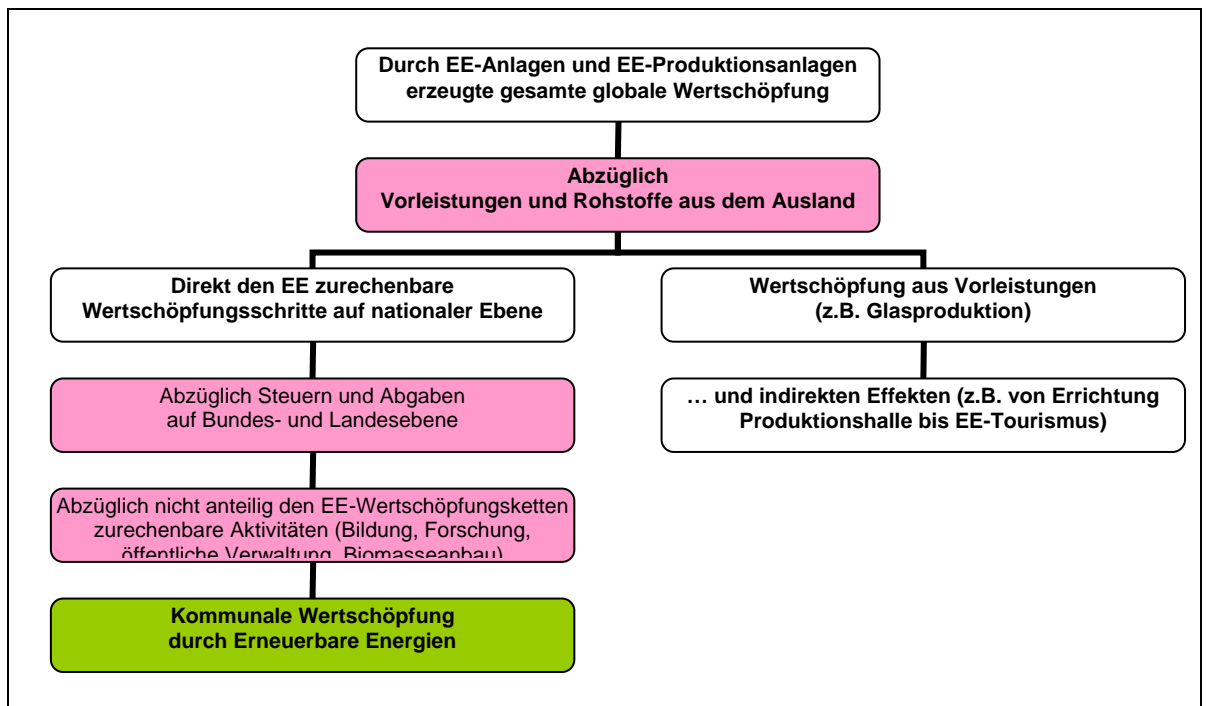 Durch EE-Anlagen und EE-Produktionsanlagen
erzeugte gesamte globale Wertschöpfung
Abzüglich
Vorleistungen und Rohstoffe aus dem Ausland
Direkt den EE zurechenbare
Wertschöpfungsschritte auf nationaler Ebene
Wertschöpfung aus Vorleistungen
(z.B. Glasproduktion)
Abzüglich Steuern und Abgaben
auf Bundes- und Landesebene
… und indirekten Effekten (z.B. von Errichtung
Produktionshalle bis EE-Tourismus)
Abzüglich nicht anteilig den EE-Wertschöpfungsketten
zurechenbare Aktivitäten (Bildung, Forschung,
öffentliche Verwaltung, Biomasseanbau)
Kommunale Wertschöpfung
durch Erneuerbare Energien